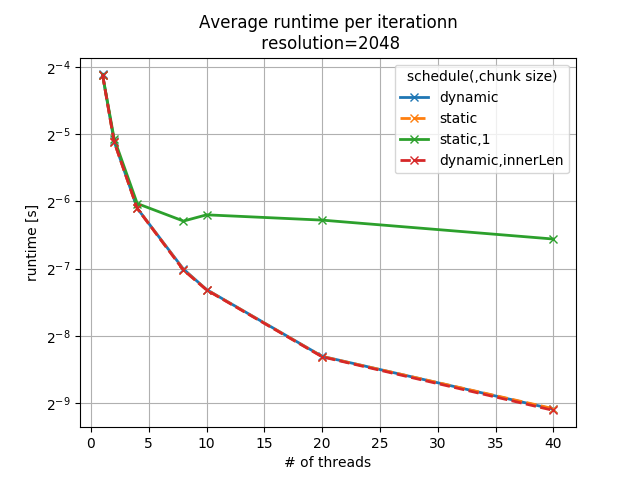 Average runtime per iterationn
resolution=2048
schedule(,chunk size)
dynamic
static
static,1
dynamic,innerLen
runtime [s]
2⁻⁴
2⁻⁵
2⁻⁶
2⁻⁷
2⁻⁸
2⁻⁹
0 5 10 15 20 25 30 35 40
# of threads